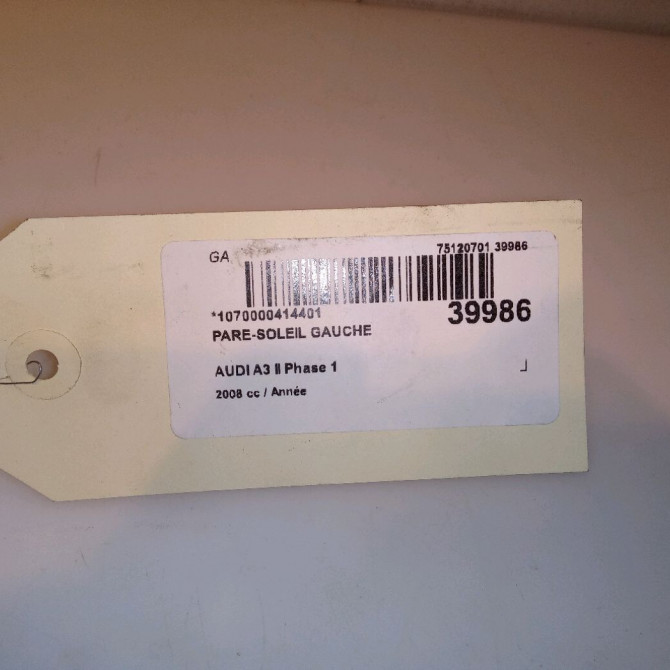 GA 75120701 39986
*1070000414401 39986
PARE-SOLEIL GAUCHE
AUDI A3 II Phase 1
2008 cc / Année